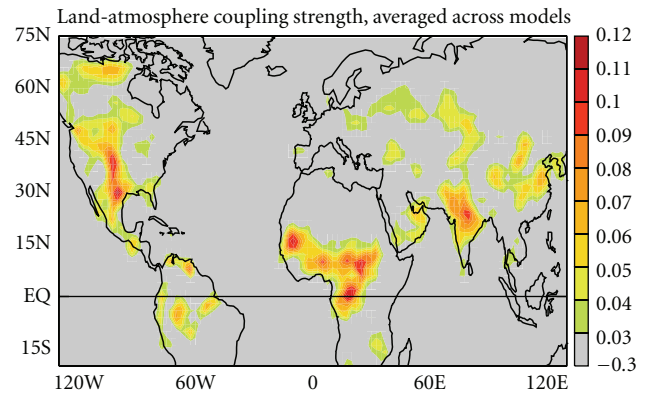 Land-atmosphere coupling strength, averaged across models
75N
60N
45N
30N
15N
EQ
15S
120W
60W
0
60E
120E
0.12
0.11
0.1
0.09
0.08
0.07
0.06
0.05
0.04
0.03
−0.3